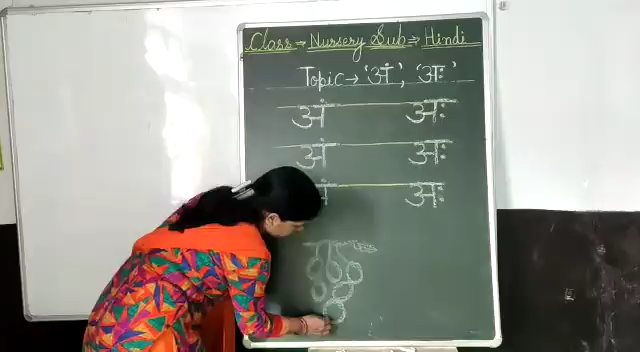 Class → Nursery Sub ⇒ Hindi
Topic → 'अं', 'अः'
अं अः
अं अः
अं अः